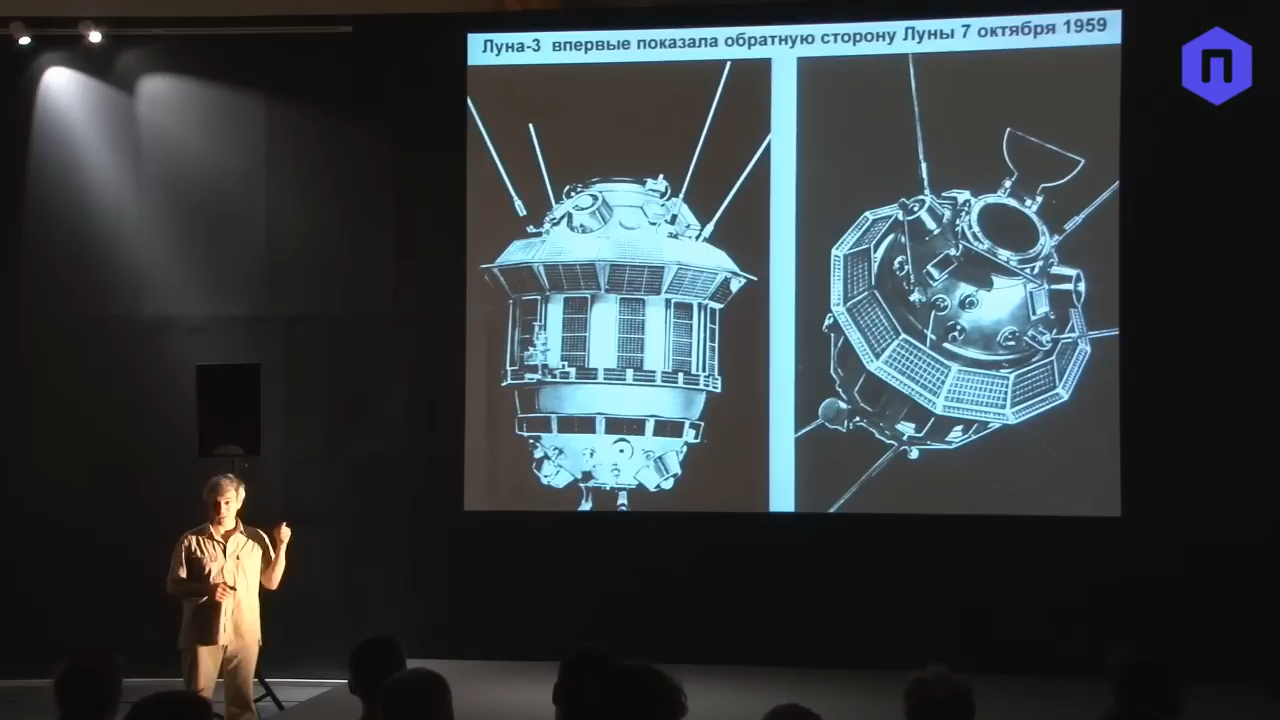 Луна-3 впервые показала обратную сторону Луны 7 октября 1959
П